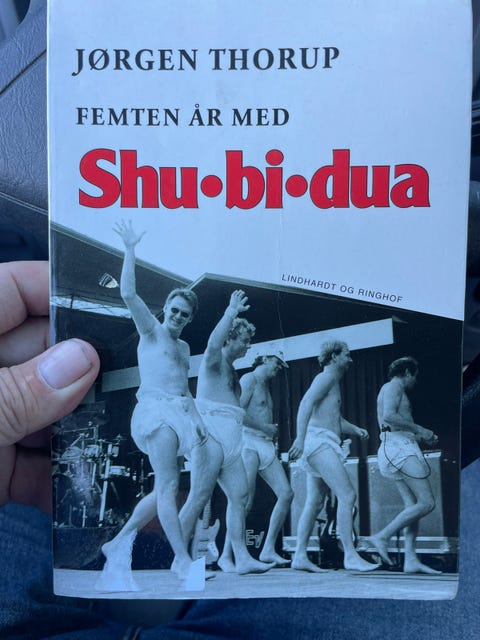 JØRGEN THORUP
FEMTEN ÅR MED
Shu•bi•dua
LINDHARDT OG RINGHOF